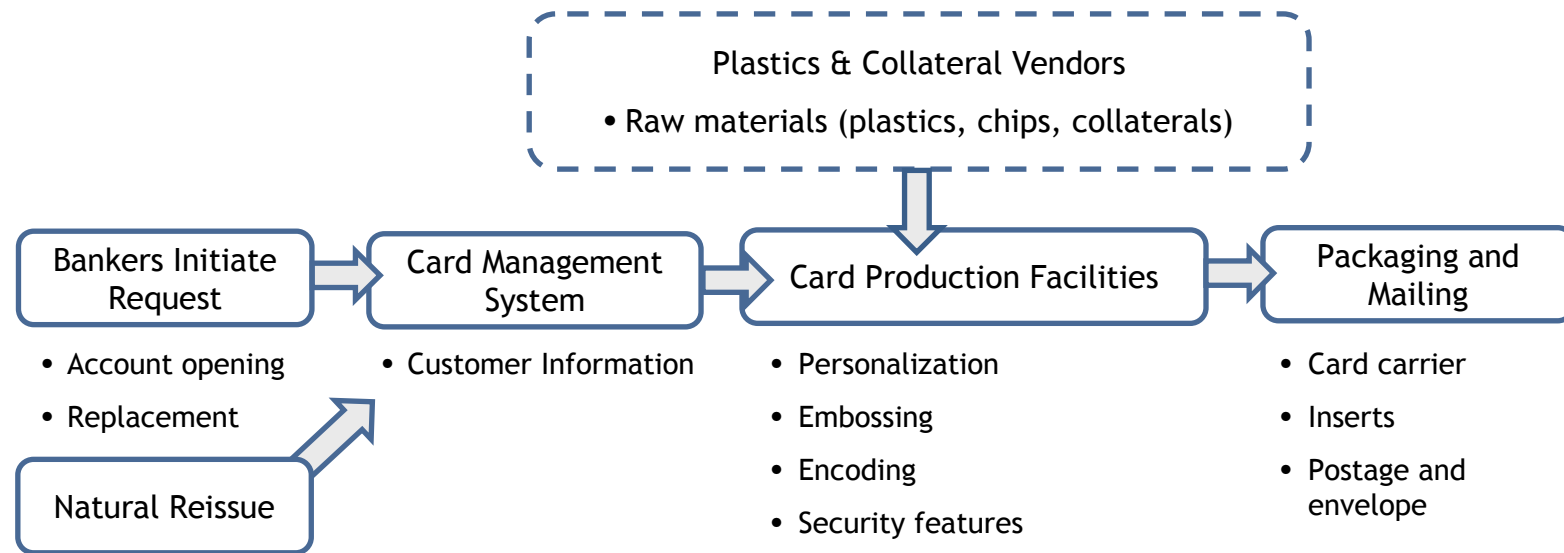 Plastics & Collateral Vendors
• Raw materials (plastics, chips, collaterals)
Bankers Initiate
Request
• Account opening
• Replacement
Natural Reissue
Card Management
System
• Customer Information
Card Production Facilities
• Personalization
• Embossing
• Encoding
• Security features
Packaging and
Mailing
• Card carrier
• Inserts
• Postage and
envelope